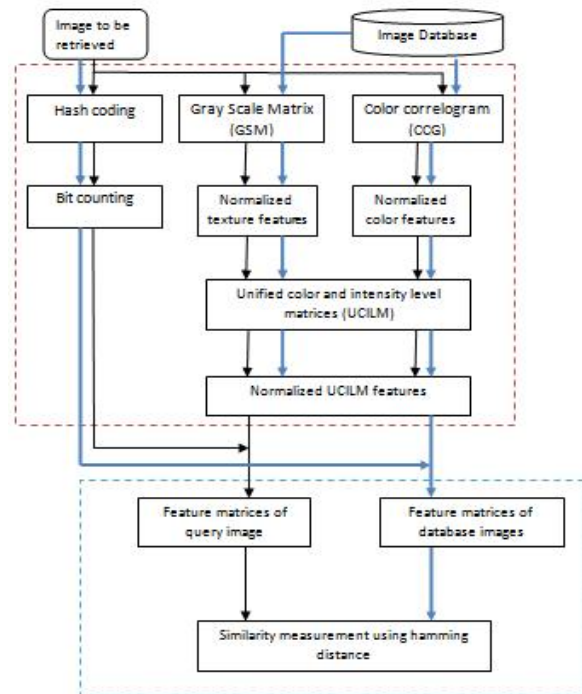 Image to be
retrieved
Image Database
Hash coding
Gray Scale Matrix
(GSM)
Color correlogram
(CCG)
Bit counting
Normalized
texture features
Normalized
color features
Unified color and intensity level
matrices (UCILM)
Normalized UCILM features
Feature matrices of
query image
Feature matrices of
database images
Similarity measurement using hamming
distance